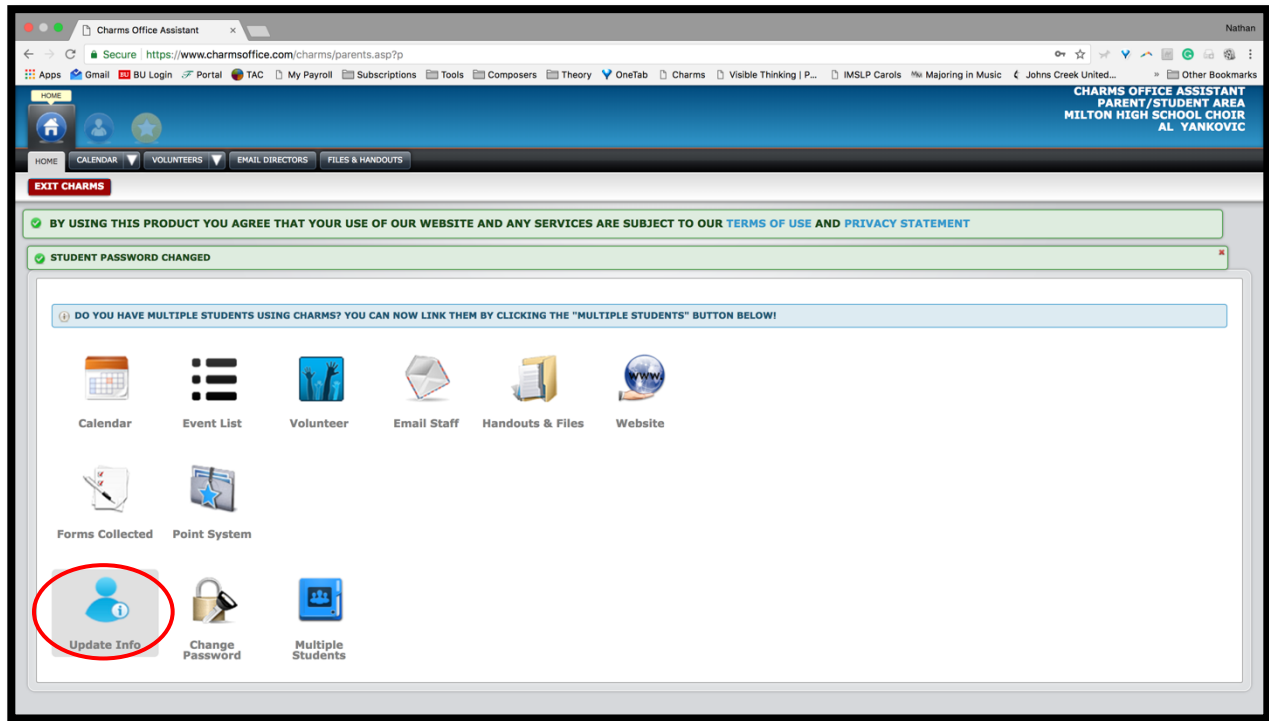 Charms Office Assistant
Nathan
Secure https://www.charmsoffice.com/charms/parents.asp?p
Apps Gmail BU Login Portal TAC My Payroll Subscriptions Tools Composers Theory OneTab Charms Visible Thinking | P... IMSLP Carols Majoring in Music Johns Creek United... » Other Bookmarks
HOME
CHARMS OFFICE ASSISTANT
PARENT/STUDENT AREA
MILTON HIGH SCHOOL CHOIR
AL YANKOVIC
HOME CALENDAR VOLUNTEERS EMAIL DIRECTORS FILES & HANDOUTS
EXIT CHARMS
BY USING THIS PRODUCT YOU AGREE THAT YOUR USE OF OUR WEBSITE AND ANY SERVICES ARE SUBJECT TO OUR TERMS OF USE AND PRIVACY STATEMENT
STUDENT PASSWORD CHANGED
DO YOU HAVE MULTIPLE STUDENTS USING CHARMS? YOU CAN NOW LINK THEM BY CLICKING THE "MULTIPLE STUDENTS" BUTTON BELOW!
www.
Calendar Event List Volunteer Email Staff Handouts & Files Website
Forms Collected Point System
Update Info Change Password Multiple Students